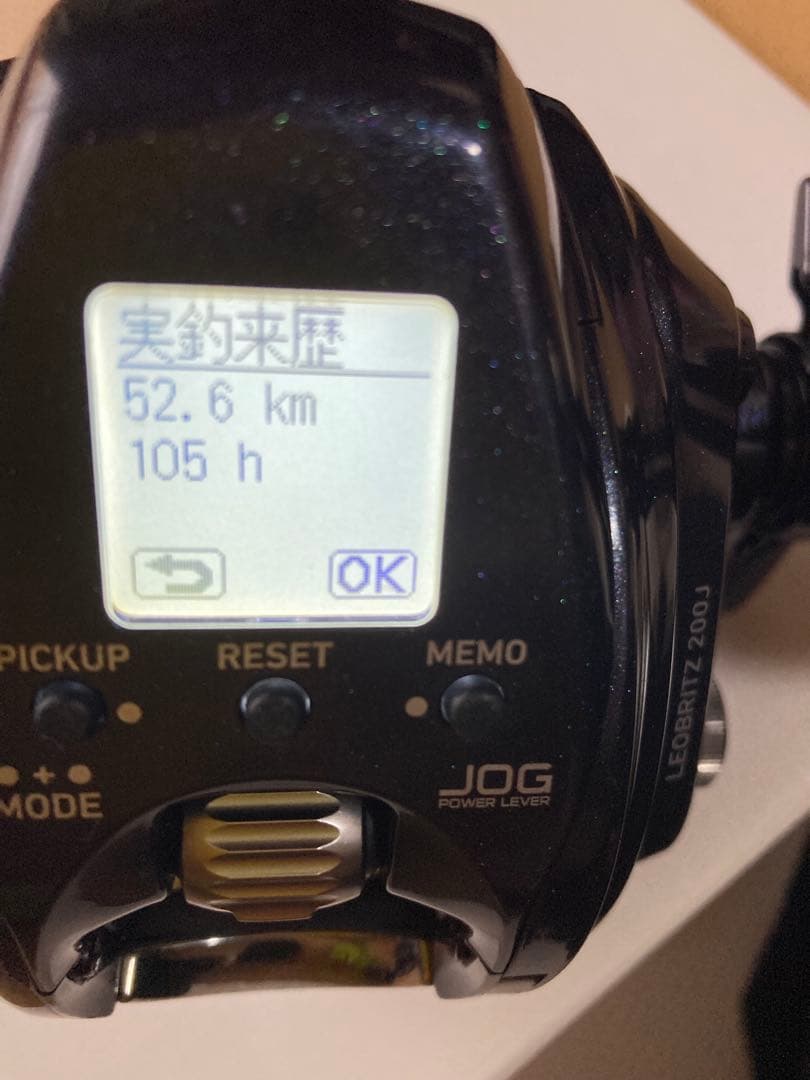 実釣来歴
52.6 km
105 h
OK
PICKUP RESET MEMO
MODE
JOG
POWER LEVER
LEOBRITZ 200J